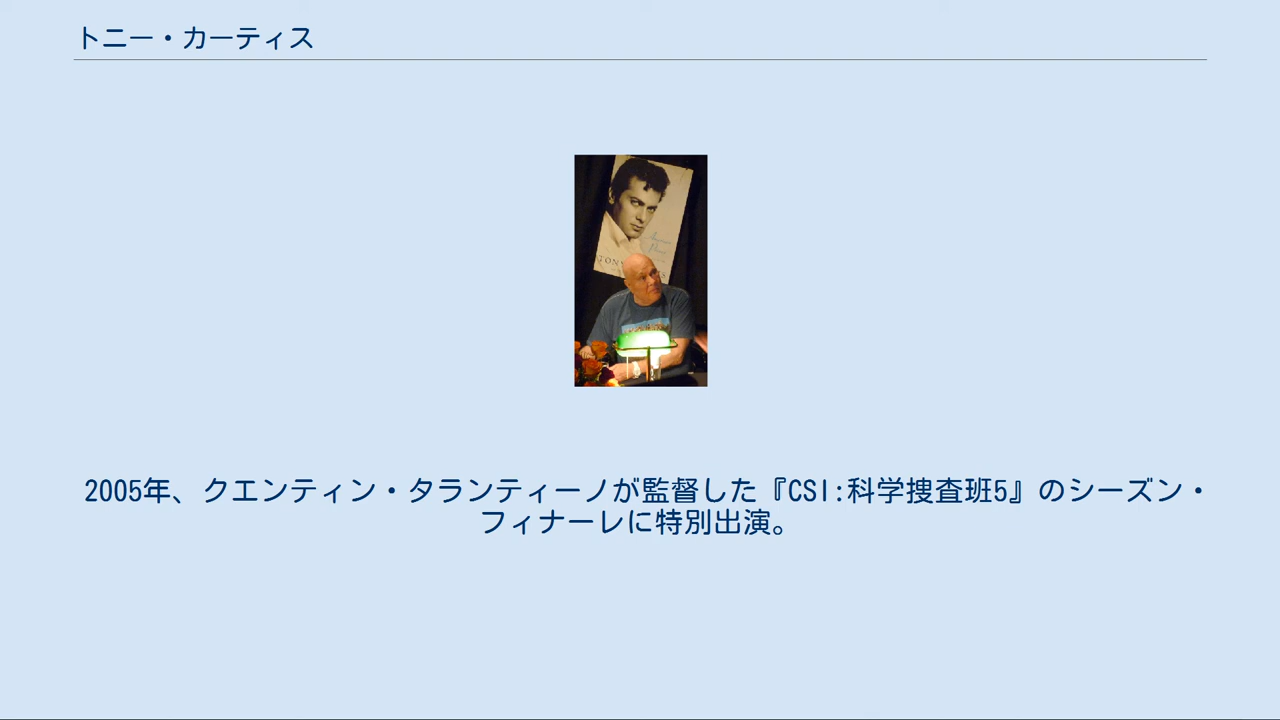 トニー・カーティス
TONY
2005年、クエンティン・タランティーノが監督した『CSI:科学捜査班5』のシーズン・
フィナーレに特別出演。